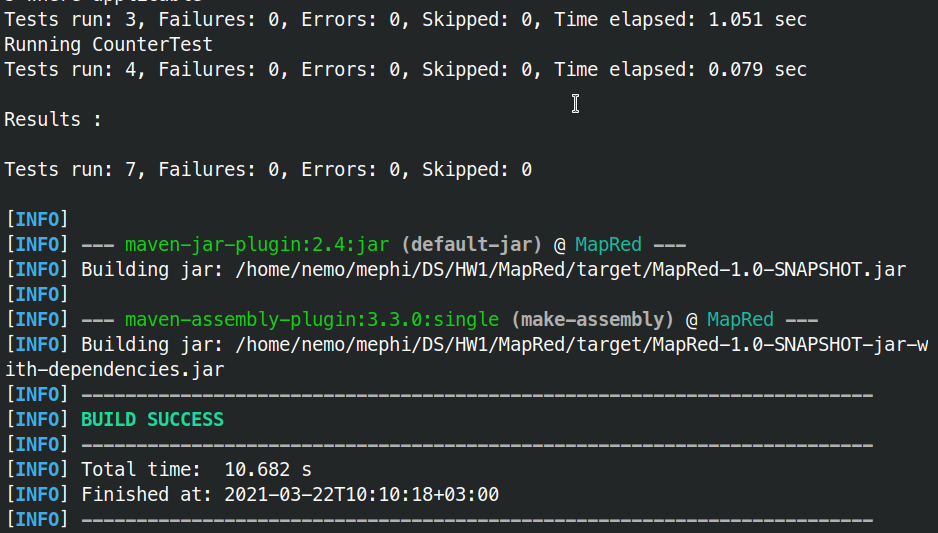 s where applicable
Tests run: 3, Failures: 0, Errors: 0, Skipped: 0, Time elapsed: 1.051 sec
Running CounterTest
Tests run: 4, Failures: 0, Errors: 0, Skipped: 0, Time elapsed: 0.079 sec
Results :
Tests run: 7, Failures: 0, Errors: 0, Skipped: 0
[INFO]
[INFO] --- maven-jar-plugin:2.4:jar (default-jar) @ MapRed ---
[INFO] Building jar: /home/nemo/mephi/DS/HW1/MapRed/target/MapRed-1.0-SNAPSHOT.jar
[INFO]
[INFO] --- maven-assembly-plugin:3.3.0:single (make-assembly) @ MapRed ---
[INFO] Building jar: /home/nemo/mephi/DS/HW1/MapRed/target/MapRed-1.0-SNAPSHOT-jar-w
ith-dependencies.jar
[INFO] ------------------------------------------------------------------------
[INFO] BUILD SUCCESS
[INFO] ------------------------------------------------------------------------
[INFO] Total time:  10.682 s
[INFO] Finished at: 2021-03-22T10:10:18+03:00
[INFO] ------------------------------------------------------------------------